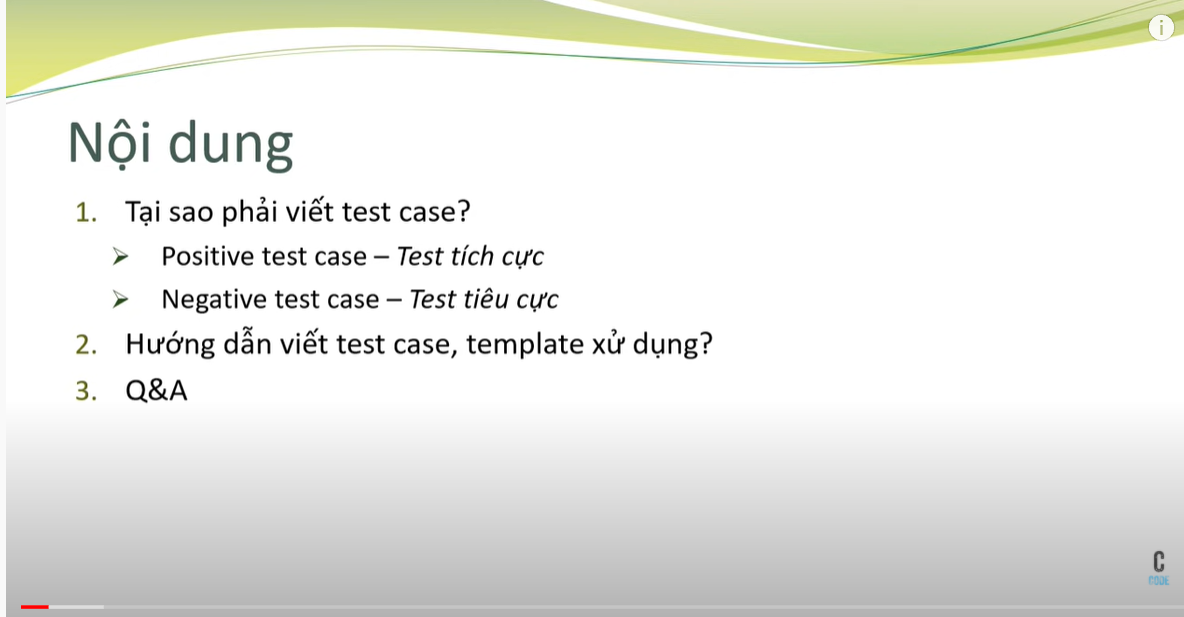 Nội dung
1. Tại sao phải viết test case?
➢ Positive test case – Test tích cực
➢ Negative test case – Test tiêu cực
2. Hướng dẫn viết test case, template xử dụng?
3. Q&A
C
CODE
i